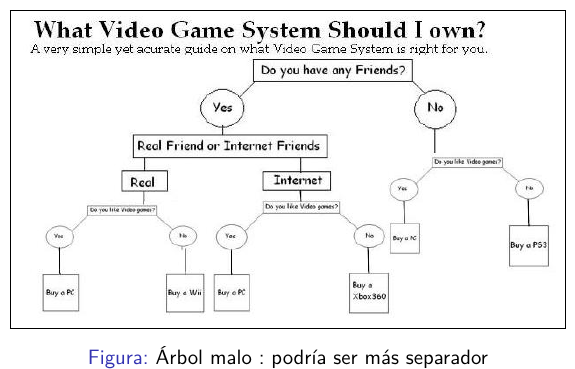 What Video Game System Should I own?
A very simple yet acurate guide on what Video Game System is right for you.
Do you have any Friends?
Yes
No
Real Friend or Internet Friends
Do you like Video games?
Real
Internet
Yes
No
Do you like Video games?
Do you like Video games?
Yes
No
Yes
No
Buy a PC
Buy a PS3
Buy a PC
Buy a Wii
Buy a PC
Buy a
Xbox360
Figura: Árbol malo : podría ser más separador